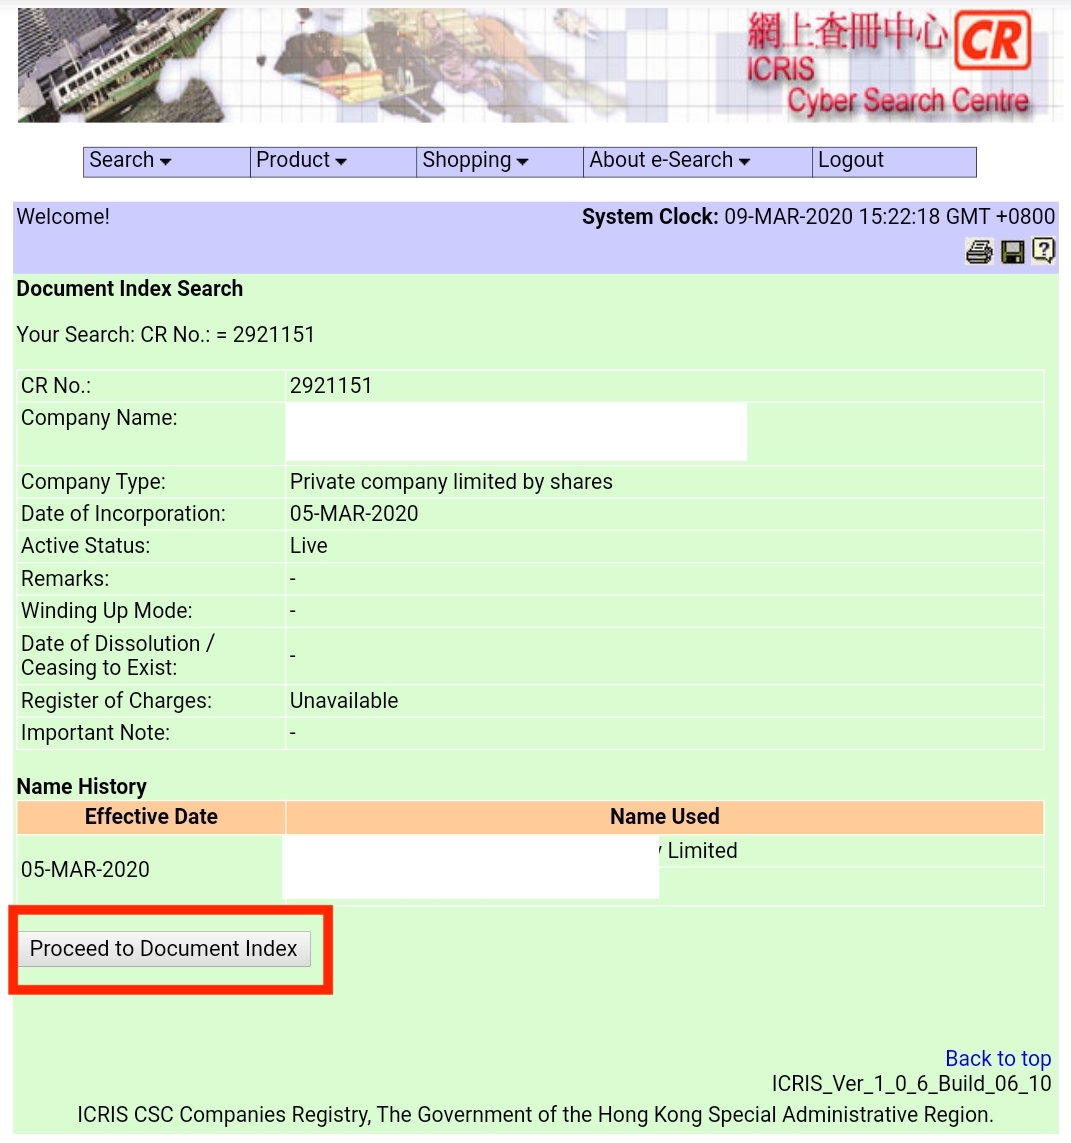 網上查冊中心
CR
ICRIS
Cyber Search Centre
Search Product Shopping About e-Search Logout
Welcome! System Clock: 09-MAR-2020 15:22:18 GMT +0800
Document Index Search
Your Search: CR No.: = 2921151
CR No.: 2921151
Company Name:
Company Type: Private company limited by shares
Date of Incorporation: 05-MAR-2020
Active Status: Live
Remarks: -
Winding Up Mode: -
Date of Dissolution /
Ceasing to Exist: -
Register of Charges: Unavailable
Important Note: -
Name History
Effective Date Name Used
Limited
05-MAR-2020
Proceed to Document Index
Back to top
ICRIS_Ver_1_0_6_Build_06_10
ICRIS CSC Companies Registry, The Government of the Hong Kong Special Administrative Region.